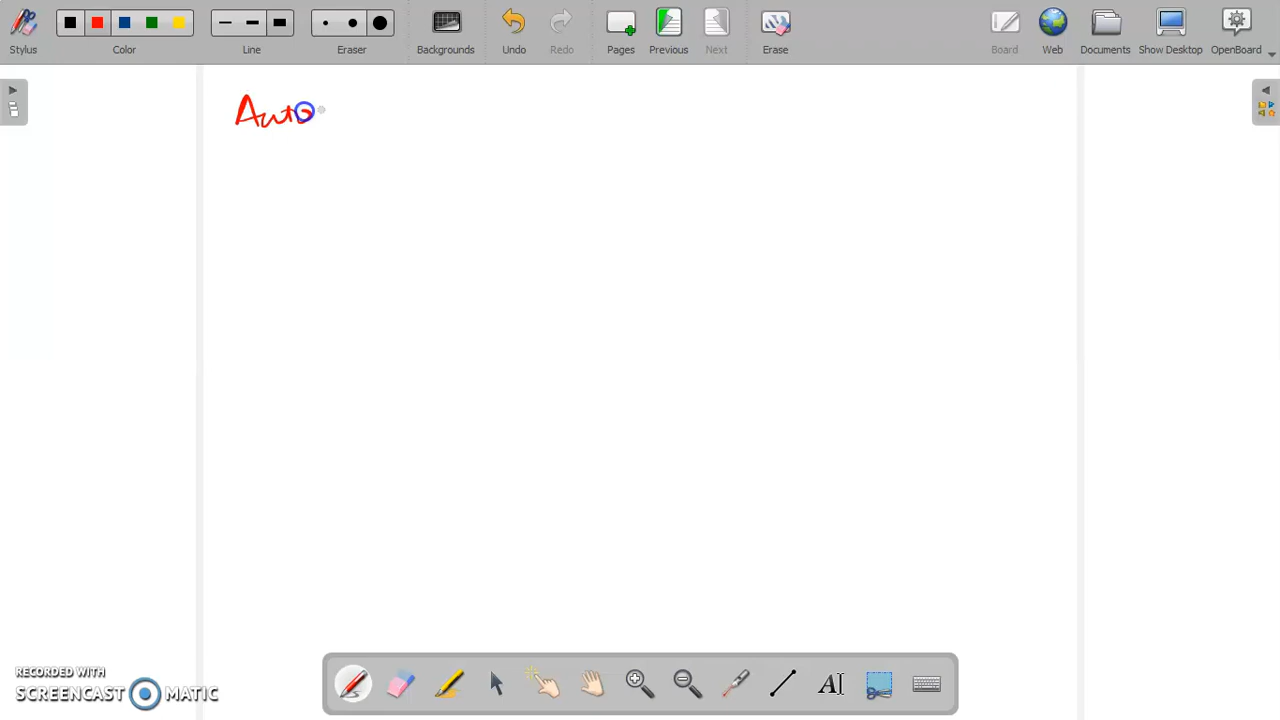 Stylus Color Line Eraser Backgrounds Undo Redo Pages Previous Next Erase Board Web Documents Show Desktop OpenBoard
Auto
AI
RECORDED WITH
SCREENCAST MATIC